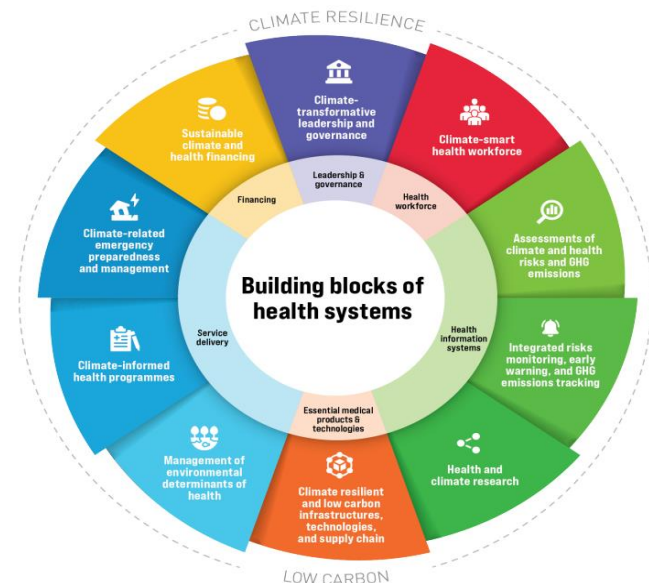 CLIMATE RESILIENCE
Climate-
transformative
leadership and
governance
Climate-smart
health workforce
Assessments of
climate and health
risks and GHG
emissions
Integrated risks
monitoring, early
warning, and GHG
emissions tracking
Health and
climate research
Climate resilient
and low carbon
infrastructures,
technologies,
and supply chain
Management of
environmental
determinants of
health
Climate-informed
health programmes
Climate-related
emergency
preparedness
and management
Sustainable
climate and
health financing
Leadership &
governance
Health
workforce
Health
information
systems
Essential medical
products &
technologies
Service
delivery
Financing
Building blocks of
health systems
LOW CARBON